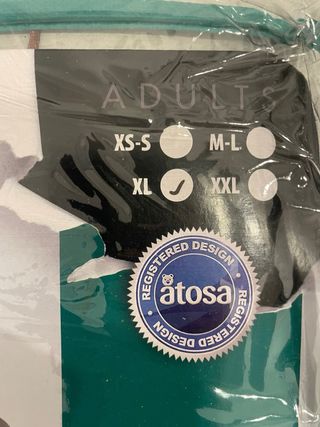 ADULTS
XS-S M-L
XL XXL
REGISTERED DESIGN
atosa
REGISTERED DESIGN